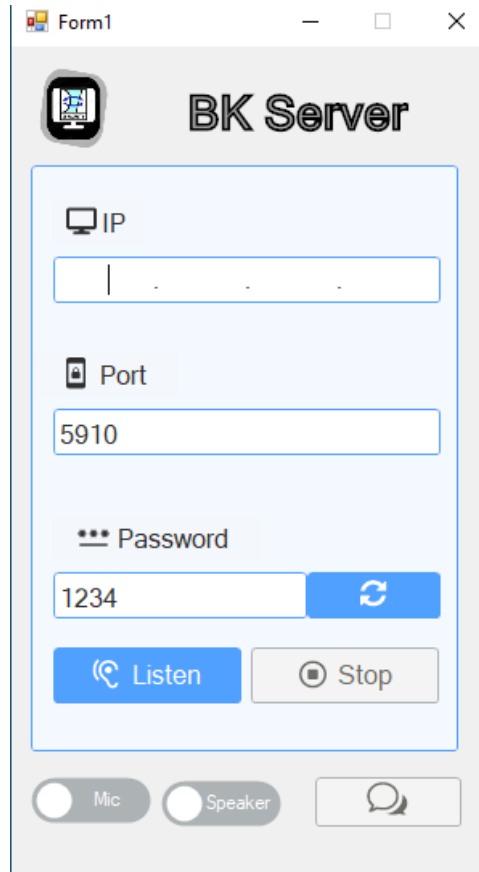 Form1
BK Server
IP
. . .
Port
5910
Password
1234
Listen Stop
Mic Speaker